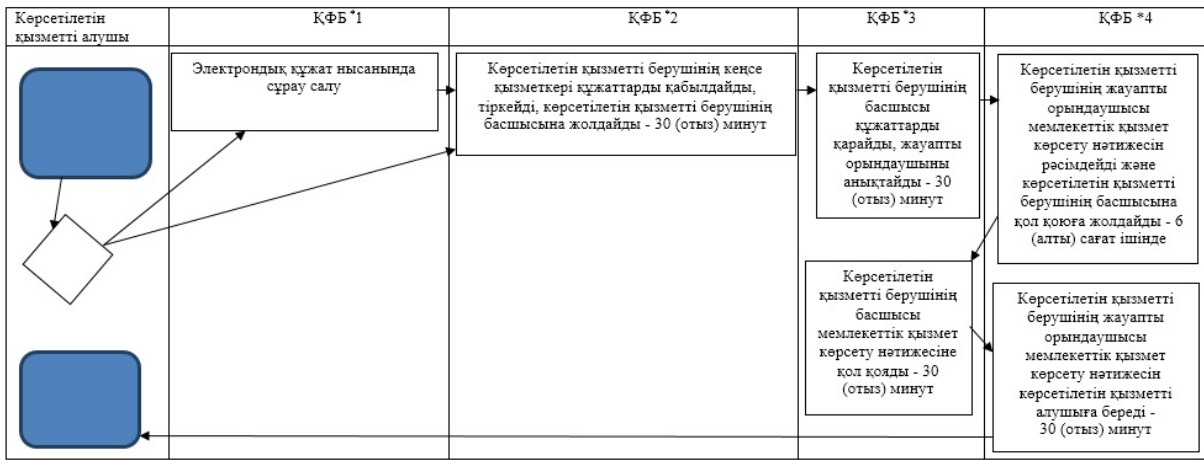 Көрсетілетін
қызметті алушы
ҚФБ *1
ҚФБ *2
ҚФБ *3
ҚФБ *4
Электрондық құжат нысанында
сұрау салу
Көрсетілетін қызметті берушінің кеңсе
қызметкері құжаттарды қабылдайды,
тіркейді, көрсетілетін қызметті берушінің
басшысына жолдайды - 30 (отыз) минут
Көрсетілетін
қызметті берушінің
басшысы
құжаттарды
қарайды, жауапты
орындаушыны
анықтайды - 30
(отыз) минут
Көрсетілетін қызметті
берушінің жауапты
орындаушысы
мемлекеттік қызмет
көрсету нәтижесін
рәсімдейді және
көрсетілетін қызметті
берушінің басшысына
қол қоюға жолдайды - 6
(алты) сағат ішінде
Көрсетілетін
қызметті берушінің
басшысы
мемлекеттік қызмет
көрсету нәтижесіне
қол қояды - 30
(отыз) минут
Көрсетілетін қызметті
берушінің жауапты
орындаушысы
мемлекеттік қызмет
көрсету нәтижесін
көрсетілетін қызметті
алушыға береді -
30 (отыз) минут